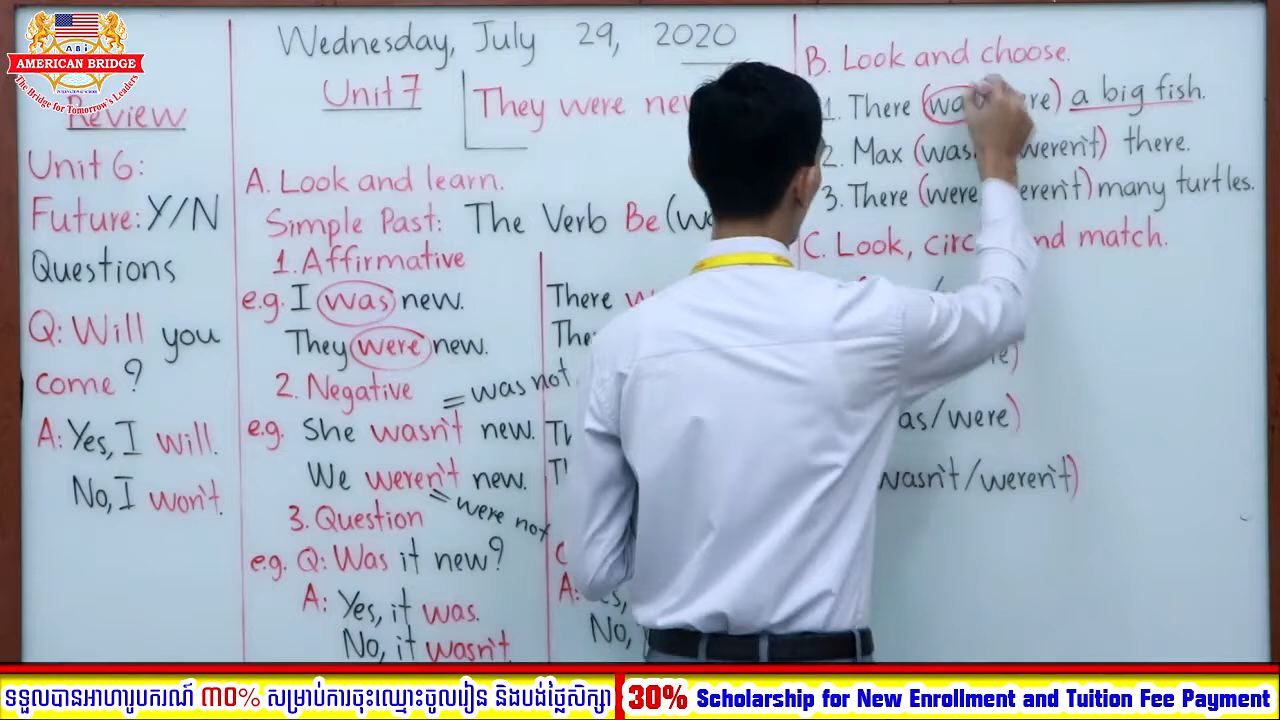 ABi
AMERICAN BRIDGE
INTERNATIONAL SCHOOL
The Bridge for Tomorrow's Leaders
Wednesday, July 29, 2020
Unit 7
They were new
Review
Unit 6:
Future: Y/N
Questions
Q: Will you
come?
A: Yes, I will.
No, I won't.
A. Look and learn.
Simple Past: The Verb Be
1. Affirmative
e.g. I was new.
They were new.
2. Negative
= was not
e.g. She wasn't new.
We weren't new.
= were not
3. Question
e.g. Q: Was it new?
A: Yes, it was.
No, it wasn't.
There
A:
No,
B. Look and choose.
1. There a big fish.
2. Max weren't) there.
3. There (were many turtles.
C. Look, and match.
as/were)
wasn't/weren't)
ទទួលបានអាហារូបករណ៍ ៣០% សម្រាប់ការចុះឈ្មោះចូលរៀន និងបង់ថ្លៃសិក្សា
30% Scholarship for New Enrollment and Tuition Fee Payment